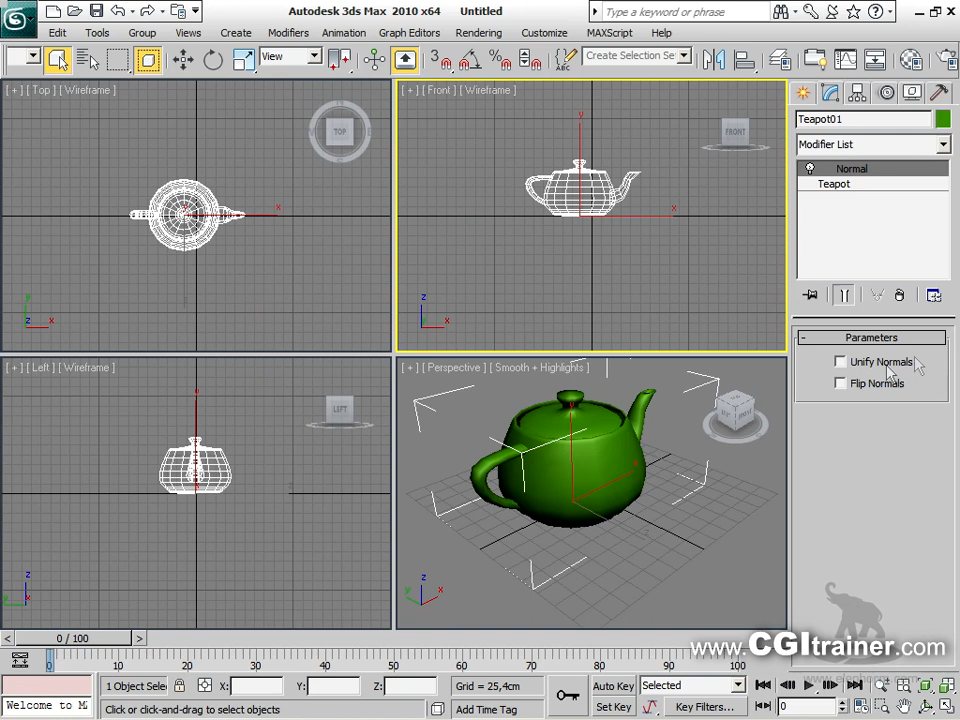 Autodesk 3ds Max 2010 x64 Untitled
Type a keyword or phrase
Edit Tools Group Views Create Modifiers Animation Graph Editors Rendering Customize MAXScript Help
View
3
ABC
Create Selection Se
[ + ] [ Top ] [ Wireframe ]
TOP
x
y
z
x
[ + ] [ Front ] [ Wireframe ]
FRONT
y
x
z
x
Teapot01
Modifier List
Normal
Teapot
- Parameters
Unify Normals
Flip Normals
[ + ] [ Left ] [ Wireframe ]
LEFT
z
[ + ] [ Perspective ] [ Smooth + Highlights ]
z
y
x
www.CGItrainer.com
< 0 / 100 >
0 10 20 30 40 50 60 70 80 90 100
1 Object Sele
X:
Y:
Z:
Grid = 25,4cm
Auto Key
Selected
Welcome to M
Click or click-and-drag to select objects
Add Time Tag
Set Key
Key Filters...
0